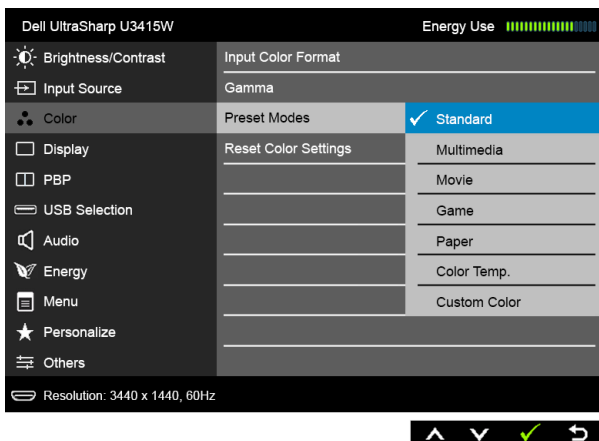 Dell UltraSharp U3415W
Energy Use
Brightness/Contrast
Input Source
Color
Display
PBP
USB Selection
Audio
Energy
Menu
Personalize
Others
Input Color Format
Gamma
Preset Modes
Reset Color Settings
Standard
Multimedia
Movie
Game
Paper
Color Temp.
Custom Color
Resolution: 3440 x 1440, 60Hz